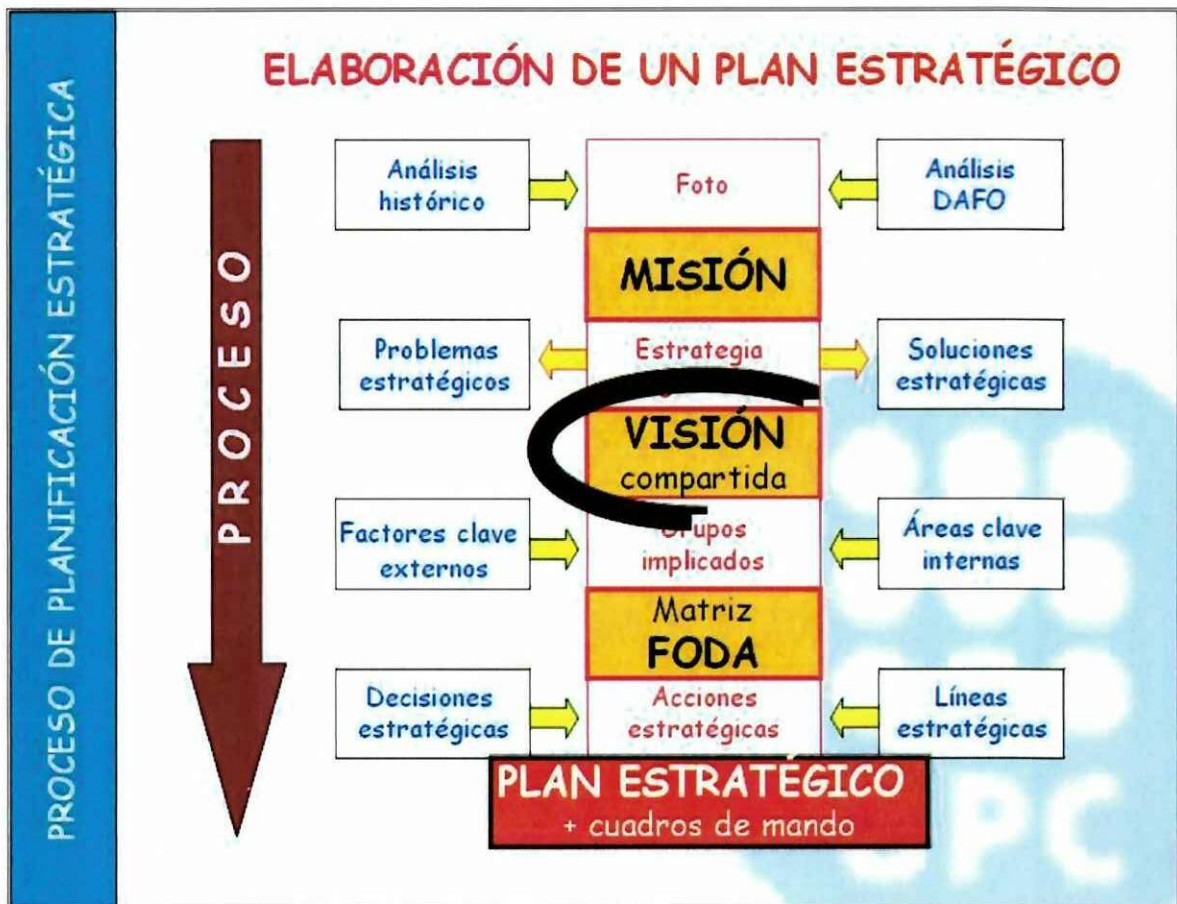 PROCESO DE PLANIFICACIÓN ESTRATÉGICA
ELABORACIÓN DE UN PLAN ESTRATÉGICO
PROCESO
Análisis
histórico
Foto
Análisis
DAFO
MISIÓN
Problemas
estratégicos
Estrategia
Soluciones
estratégicas
VISIÓN
compartida
Factores clave
externos
Grupos
implicados
Áreas clave
internas
Matriz
FODA
Decisiones
estratégicas
Acciones
estratégicas
Líneas
estratégicas
PLAN ESTRATÉGICO
+ cuadros de mando
UPC